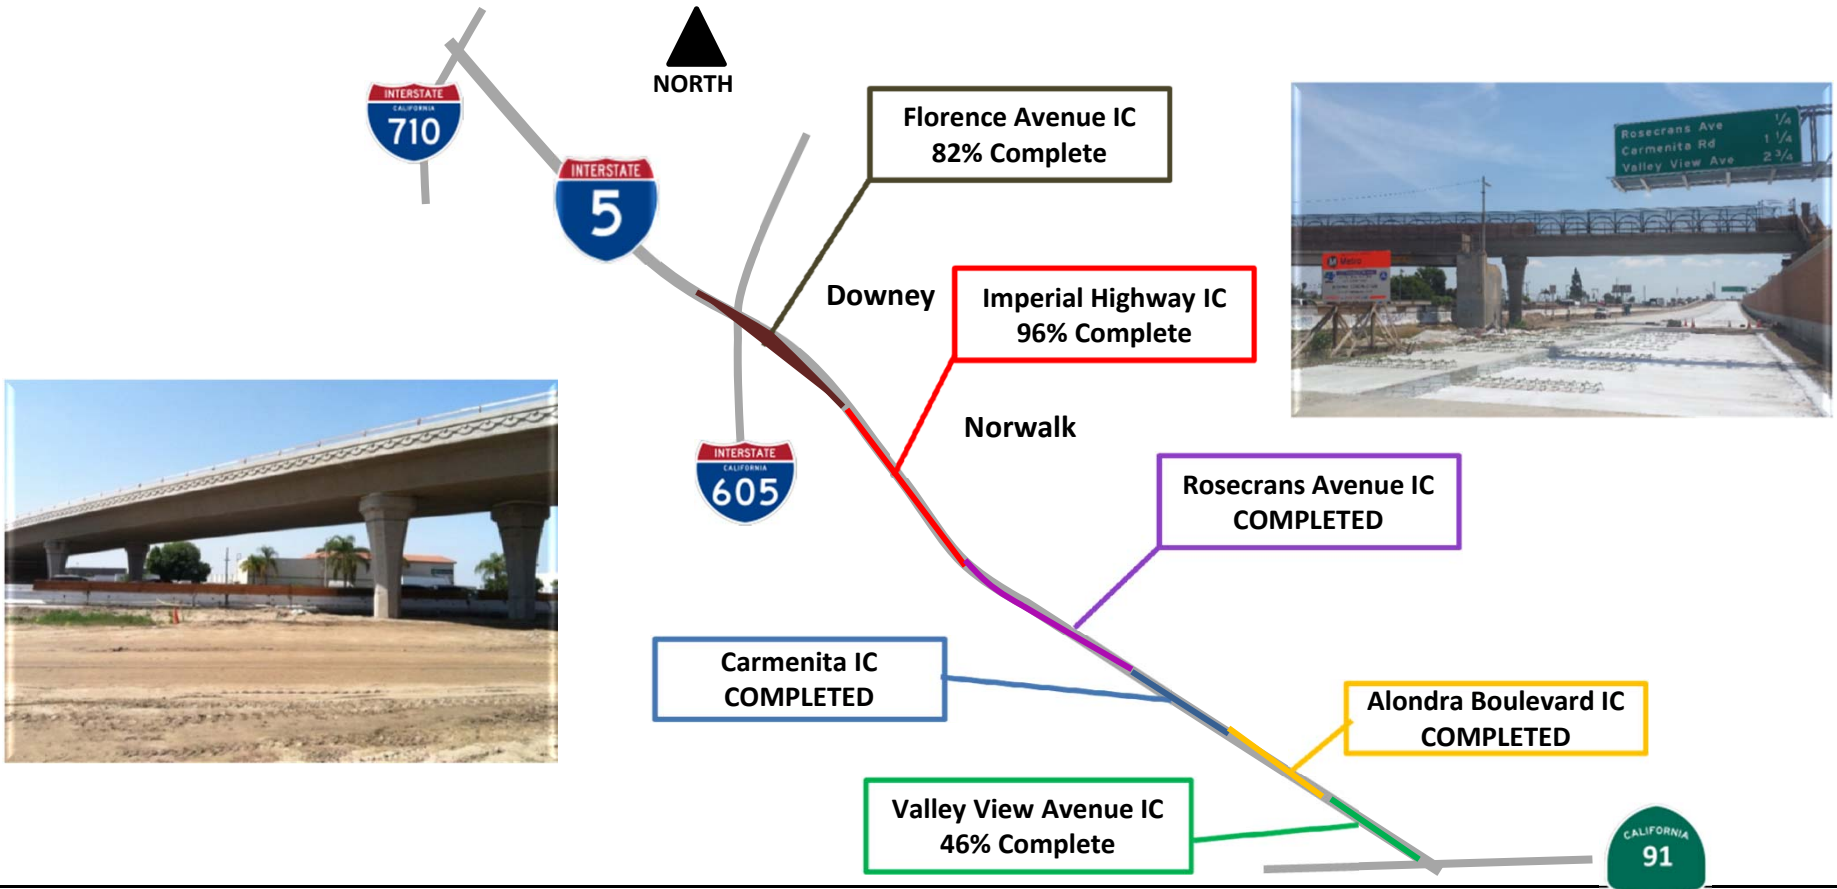 NORTH
INTERSTATE
CALIFORNIA
710
INTERSTATE
5
Florence Avenue IC
82% Complete
Rosecrans Ave 1/4
Carmenita Rd 1 1/4
Valley View Ave 2 3/4
Metro
Downey
Imperial Highway IC
96% Complete
Norwalk
INTERSTATE
CALIFORNIA
605
Rosecrans Avenue IC
COMPLETED
Carmenita IC
COMPLETED
Alondra Boulevard IC
COMPLETED
Valley View Avenue IC
46% Complete
CALIFORNIA
91